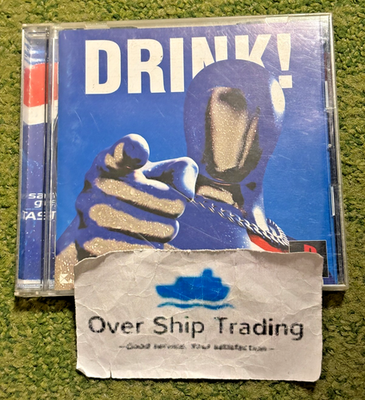 DRINK!
Over Ship Trading
~Good service. Your satisfaction~